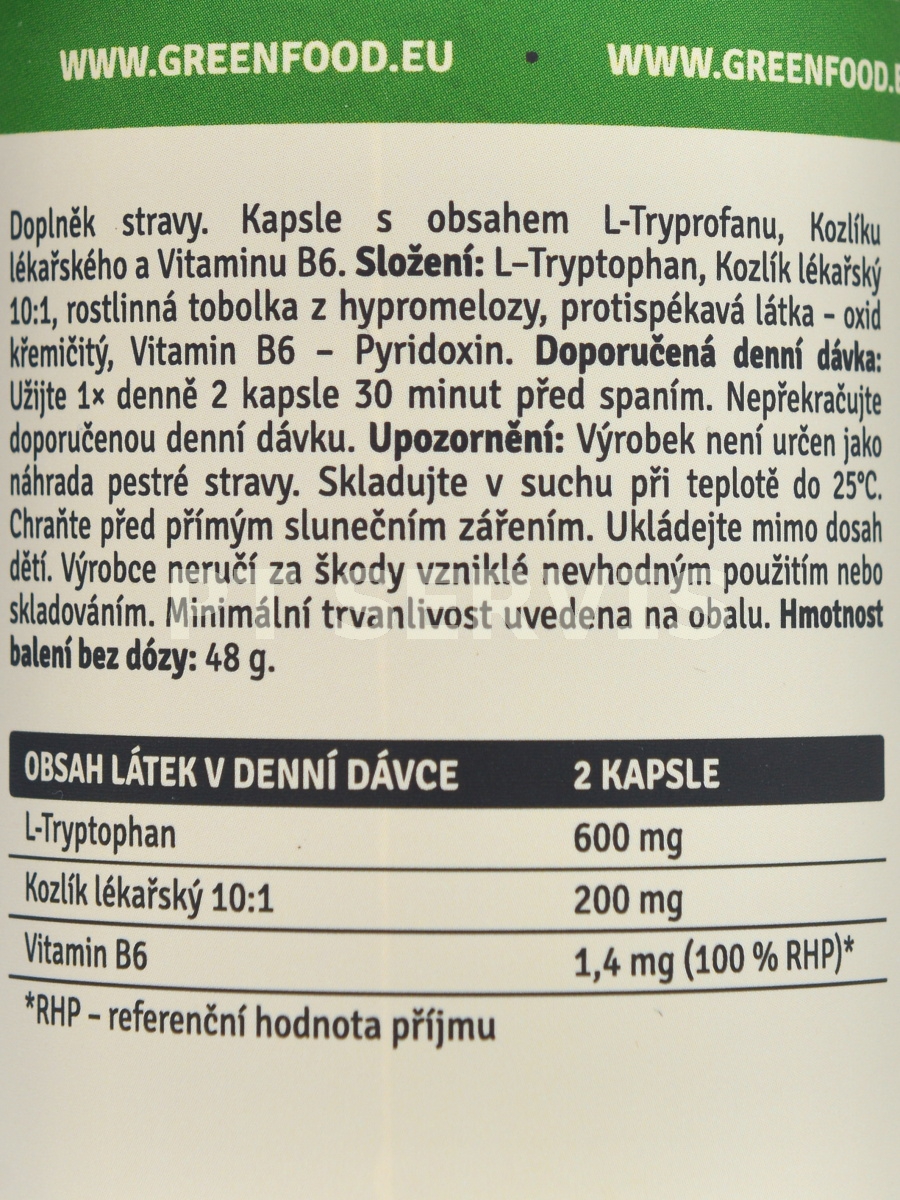 WWW.GREENFOOD.EU • WWW.GREENFOOD.E
Doplněk stravy. Kapsle s obsahem L-Tryprofanu, Kozlíku
lékařského a Vitaminu B6. Složení: L–Tryptophan, Kozlík lékařský
10:1, rostlinná tobolka z hypromelozy, protispékavá látka – oxid
křemičitý, Vitamin B6 – Pyridoxin. Doporučená denní dávka:
Užijte 1× denně 2 kapsle 30 minut před spaním. Nepřekračujte
doporučenou denní dávku. Upozornění: Výrobek není určen jako
náhrada pestré stravy. Skladujte v suchu při teplotě do 25°C.
Chraňte před přímým slunečním zářením. Ukládejte mimo dosah
dětí. Výrobce neručí za škody vzniklé nevhodným použitím nebo
skladováním. Minimální trvanlivost uvedena na obalu. Hmotnost
balení bez dózy: 48 g.
PT SERVIS
OBSAH LÁTEK V DENNÍ DÁVCE 2 KAPSLE
L-Tryptophan 600 mg
Kozlík lékařský 10:1 200 mg
Vitamin B6 1,4 mg (100 % RHP)*
*RHP – referenční hodnota příjmu